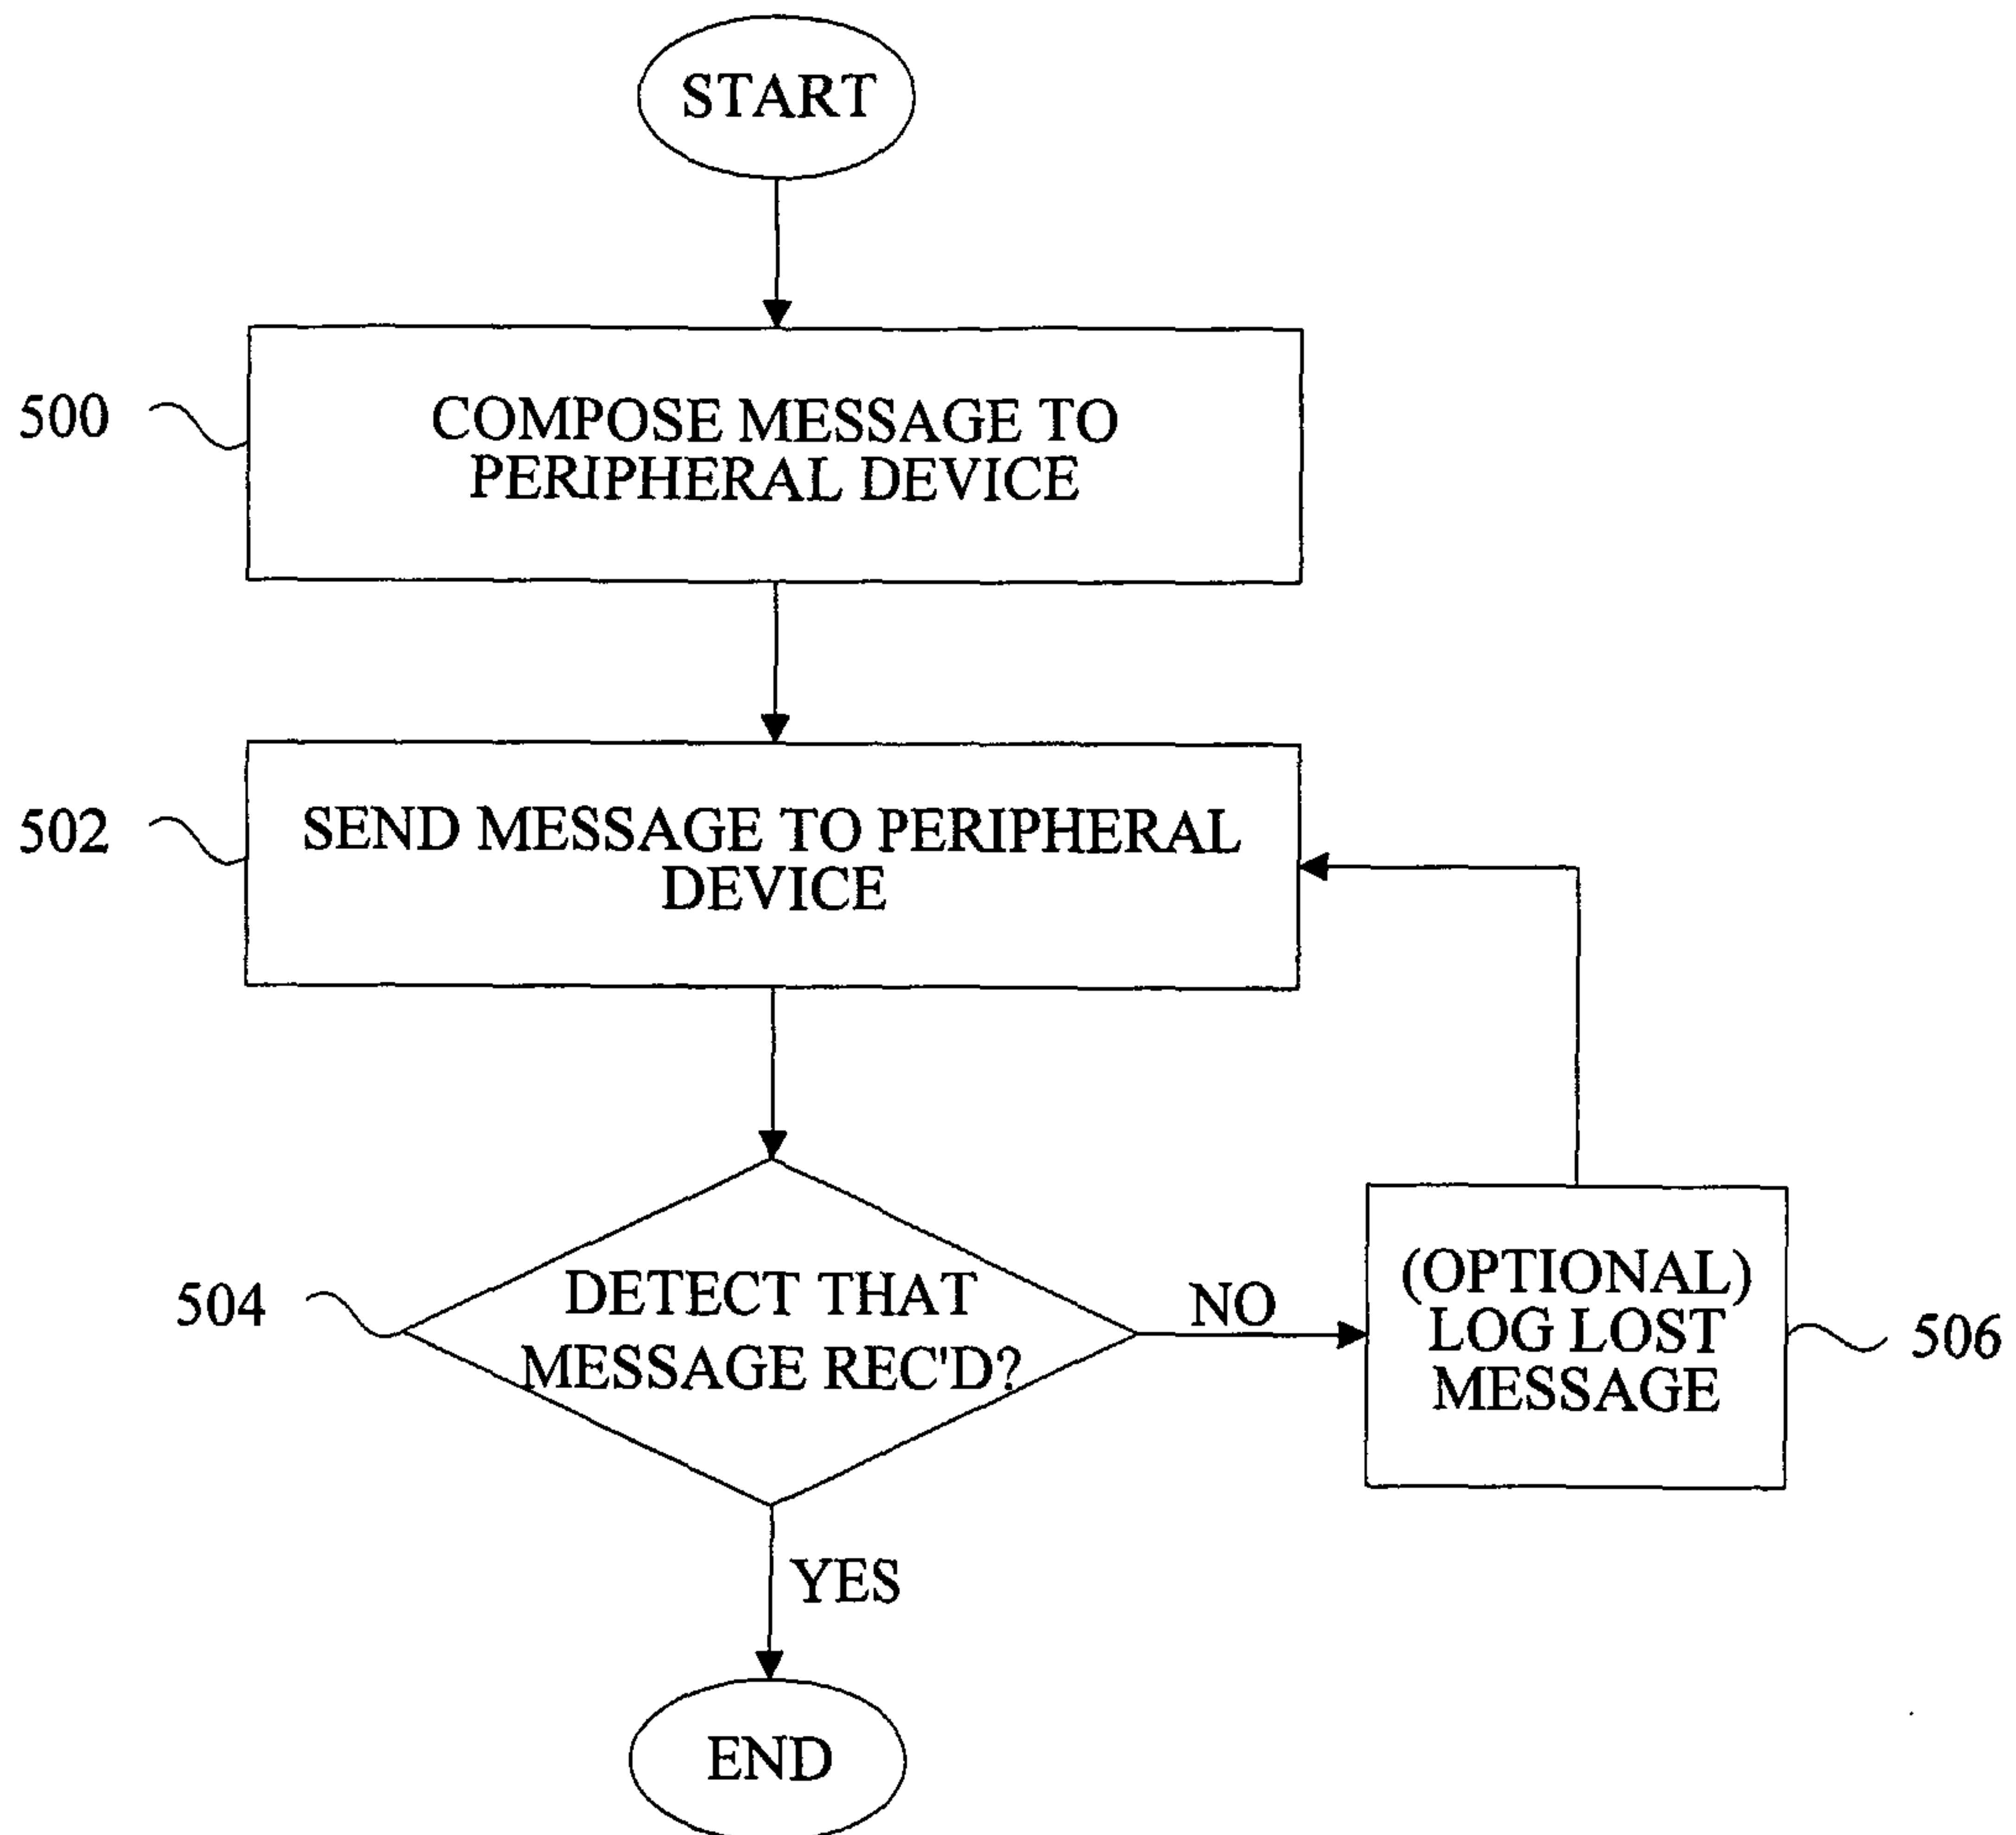 START
500
COMPOSE MESSAGE TO
PERIPHERAL DEVICE
502
SEND MESSAGE TO PERIPHERAL
DEVICE
504
DETECT THAT
MESSAGE REC'D?
NO
(OPTIONAL)
LOG LOST
MESSAGE
506
YES
END